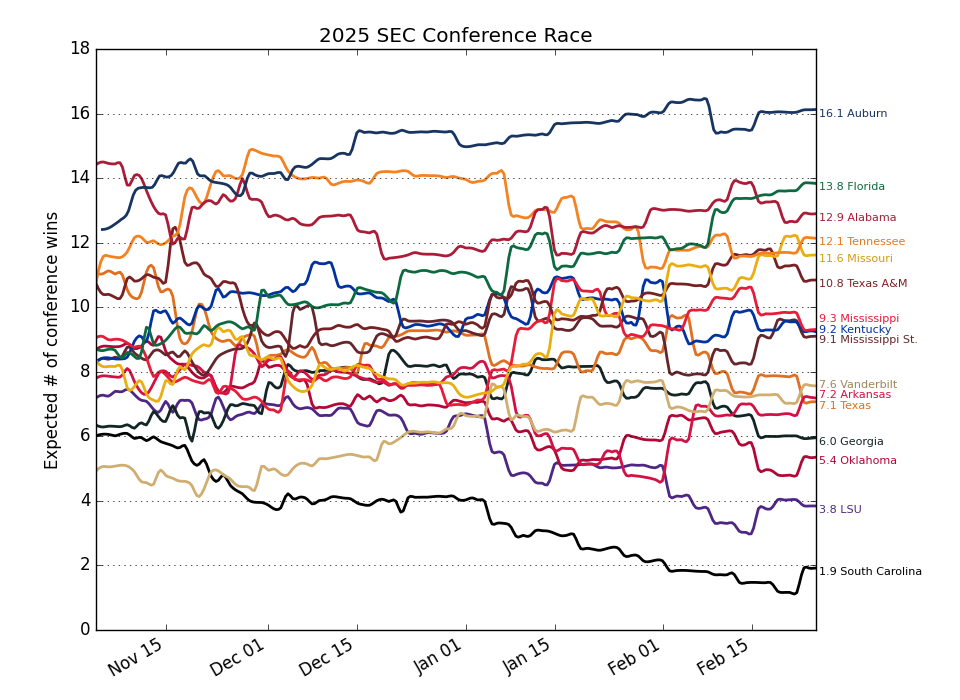 2025 SEC Conference Race
Expected # of conference wins
18
16
14
12
10
8
6
4
2
0
Nov 15
Dec 01
Dec 15
Jan 01
Jan 15
Feb 01
Feb 15
16.1 Auburn
13.8 Florida
12.9 Alabama
12.1 Tennessee
11.6 Missouri
10.8 Texas A&M
9.3 Mississippi
9.2 Kentucky
9.1 Mississippi St.
7.6 Vanderbilt
7.2 Arkansas
7.1 Texas
6.0 Georgia
5.4 Oklahoma
3.8 LSU
1.9 South Carolina